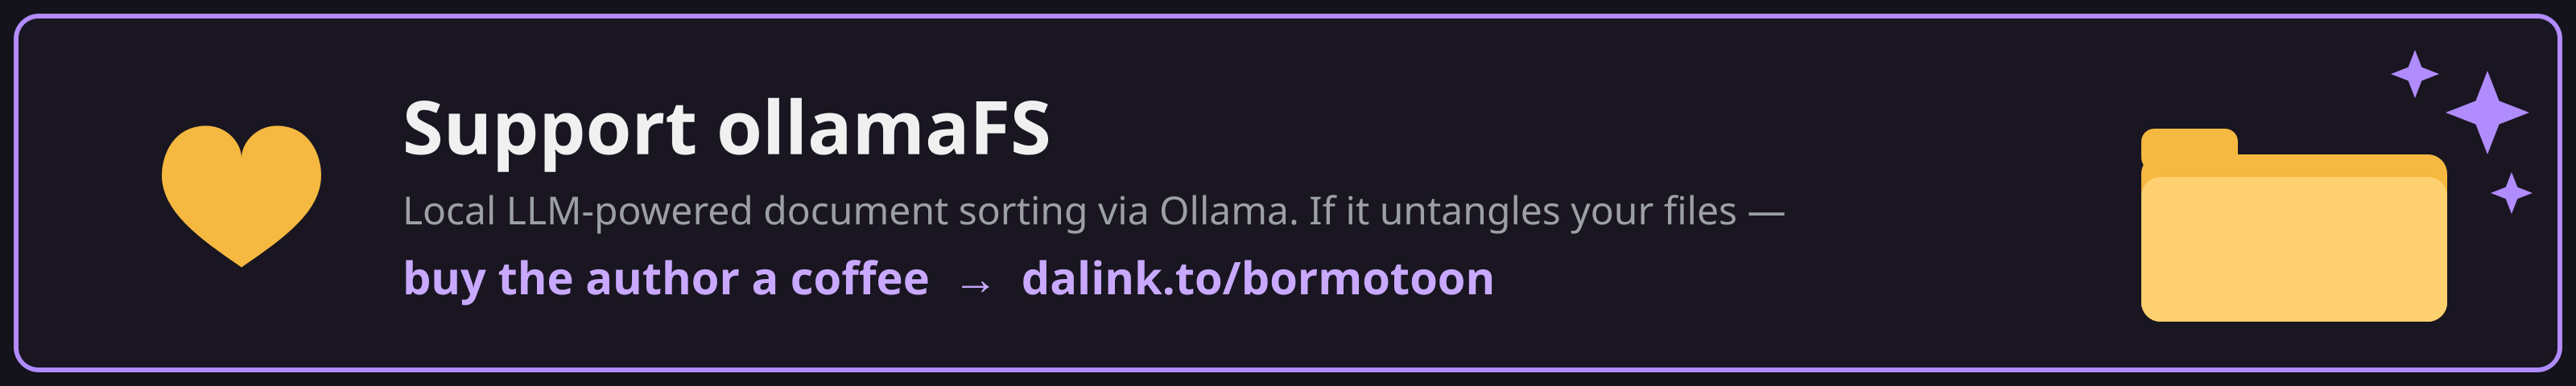 Support ollamaFS
Local LLM-powered document sorting via Ollama. If it untangles your files —
buy the author a coffee → dalink.to/bormotoon